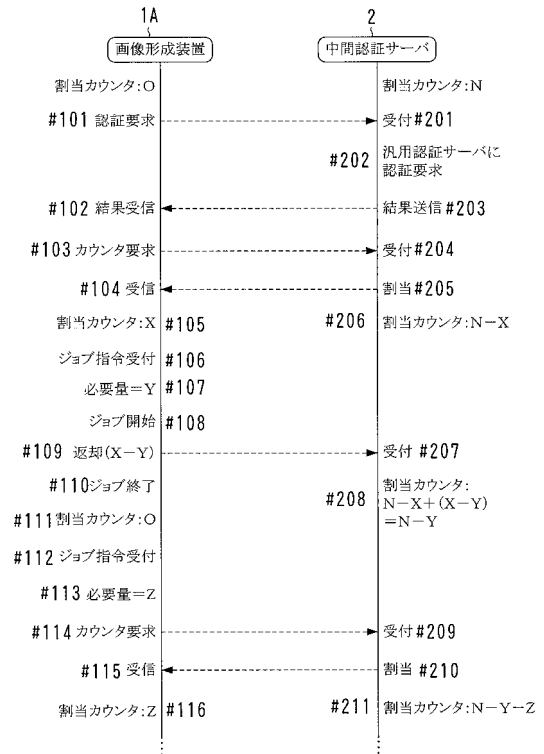 1A 2
画像形成装置 中間認証サーバ
割当カウンタ:O 割当カウンタ:N
#101 認証要求 受付#201
#202 汎用認証サーバに
認証要求
#102 結果受信 結果送信#203
#103 カウンタ要求 受付#204
#104 受信 割当#205
割当カウンタ:X #105 #206 割当カウンタ:N-X
ジョブ指令受付 #106
必要量=Y #107
ジョブ開始 #108
#109 返却(X-Y) 受付 #207
#110ジョブ終了 #208 割当カウンタ:
N-X+(X-Y)
=N-Y
#111割当カウンタ:O
#112 ジョブ指令受付
#113 必要量=Z
#114 カウンタ要求 受付#209
#115 受信 割当 #210
割当カウンタ:Z #116 #211 割当カウンタ:N-Y-Z